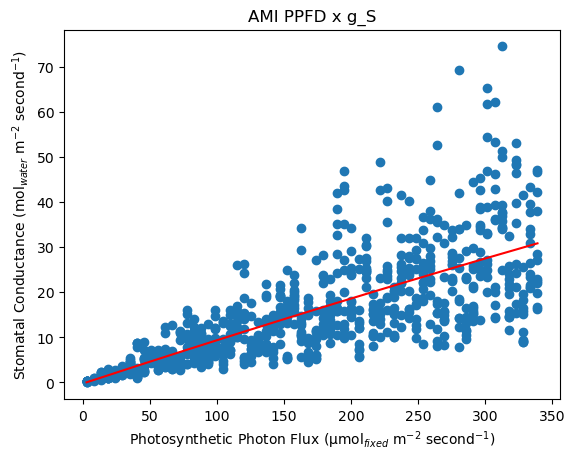 AMI PPFD x g_S
Stomatal Conductance (mol_water m⁻² second⁻¹)
70
60
50
40
30
20
10
0
0 50 100 150 200 250 300 350
Photosynthetic Photon Flux (μmol_fixed m⁻² second⁻¹)